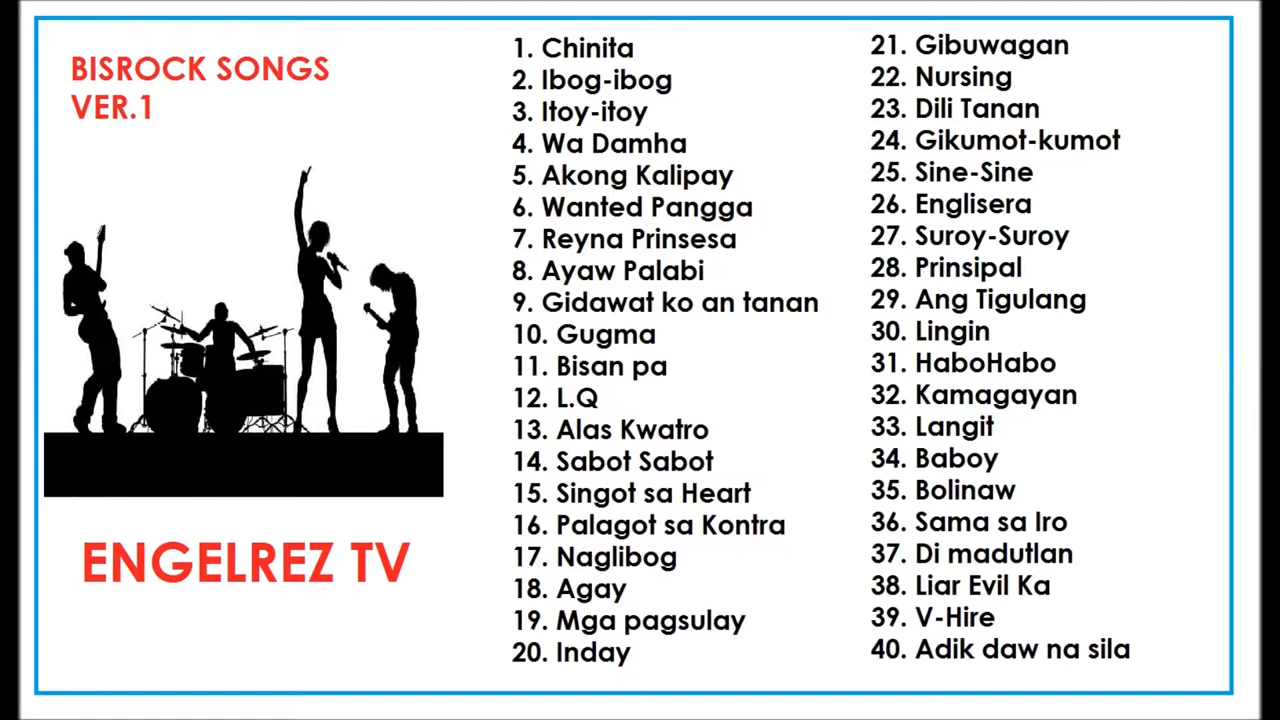 BISROCK SONGS
VER.1
ENGELREZ TV
1. Chinita
2. Ibog-ibog
3. Itoy-itoy
4. Wa Damha
5. Akong Kalipay
6. Wanted Pangga
7. Reyna Prinsesa
8. Ayaw Palabi
9. Gidawat ko an tanan
10. Gugma
11. Bisan pa
12. L.Q
13. Alas Kwatro
14. Sabot Sabot
15. Singot sa Heart
16. Palagot sa Kontra
17. Naglibog
18. Agay
19. Mga pagsulay
20. Inday
21. Gibuwagan
22. Nursing
23. Dili Tanan
24. Gikumot-kumot
25. Sine-Sine
26. Englisera
27. Suroy-Suroy
28. Prinsipal
29. Ang Tigulang
30. Lingin
31. HaboHabo
32. Kamagayan
33. Langit
34. Baboy
35. Bolinaw
36. Sama sa Iro
37. Di madutlan
38. Liar Evil Ka
39. V-Hire
40. Adik daw na sila